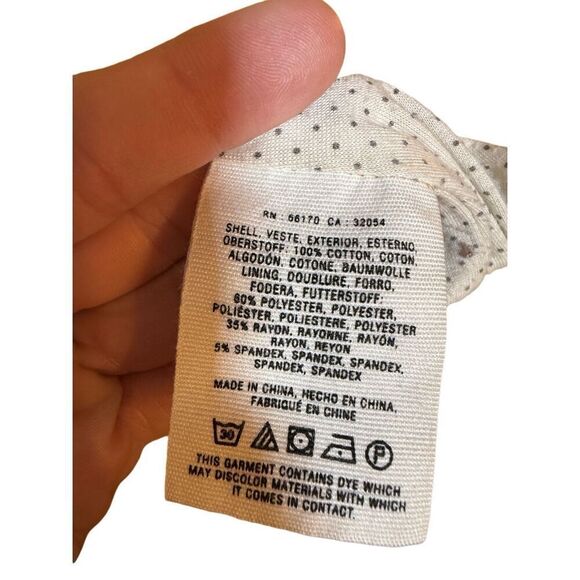 RN : 66170 CA : 32054
SHELL, VESTE, EXTERIOR, ESTERNO,
OBERSTOFF: 100% COTTON, COTON
ALGODÓN, COTONE, BAUMWOLLE
LINING, DOUBLURE, FORRO,
FODERA, FUTTERSTOFF:
60% POLYESTER, POLYESTER,
POLIÉSTER, POLIESTERE, POLYESTER
35% RAYON, RAYONNE, RAYÓN,
RAYON, REYON
5% SPANDEX, SPANDEX, SPANDEX,
SPANDEX, SPANDEX
MADE IN CHINA, HECHO EN CHINA,
FABRIQUÉ EN CHINE
30 P
THIS GARMENT CONTAINS DYE WHICH
MAY DISCOLOR MATERIALS WITH WHICH
IT COMES IN CONTACT.